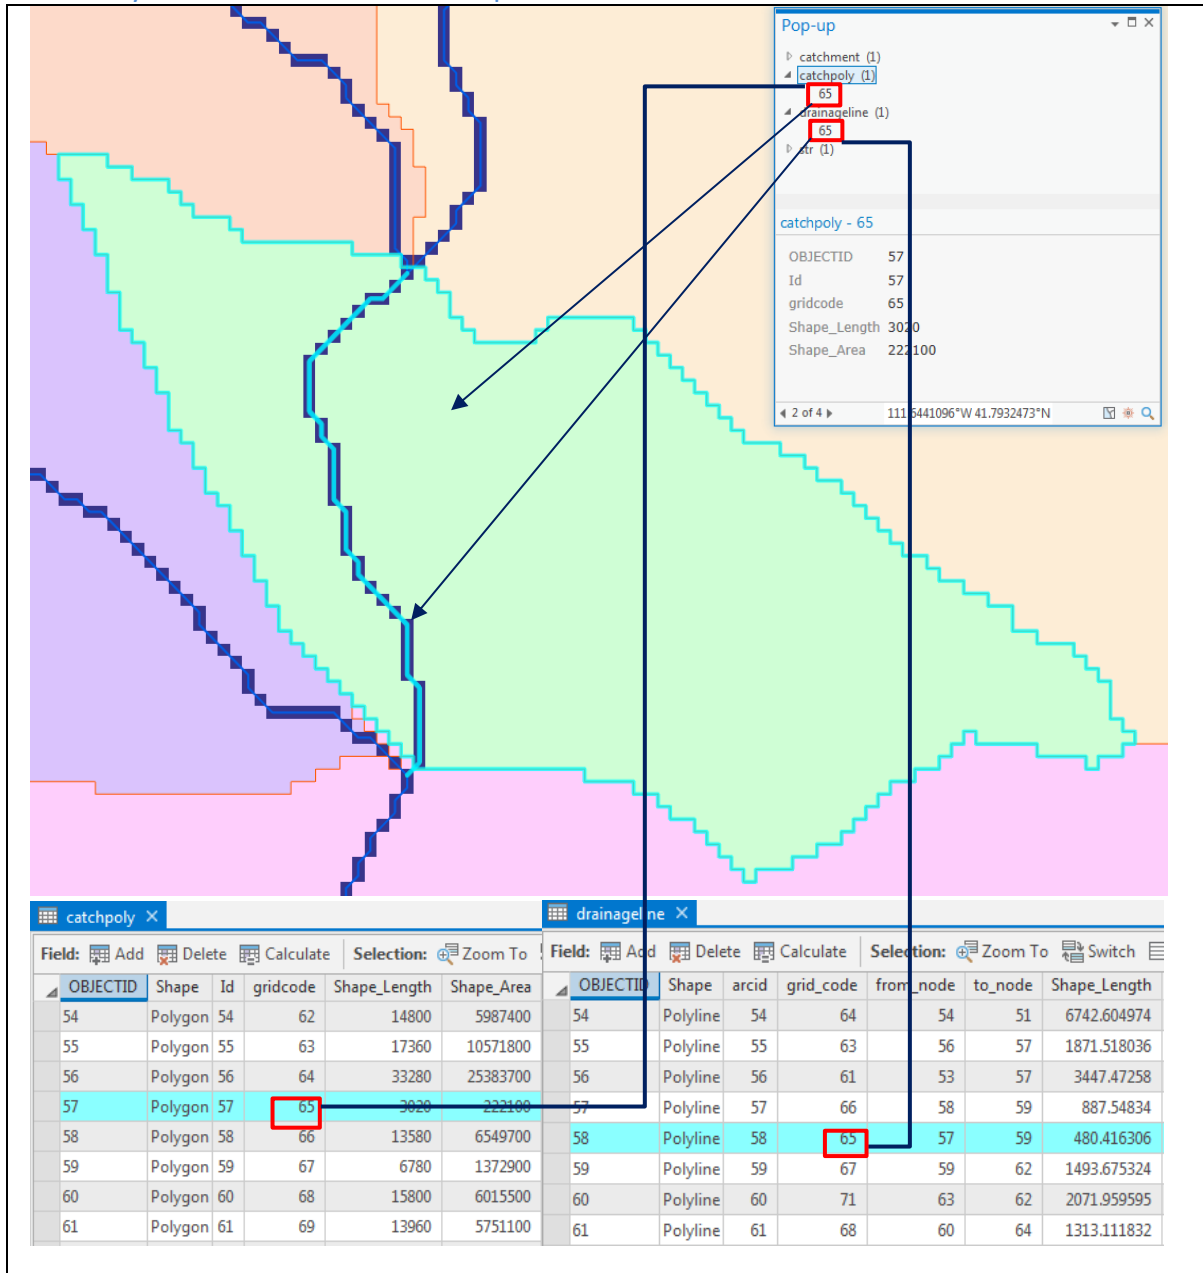 Pop-up
catchment (1)
catchpoly (1)
65
drainageline (1)
65
str (1)
catchpoly - 65
OBJECTID 57
Id 57
gridcode 65
Shape_Length 3020
Shape_Area 222100
2 of 4 111.6441096°W 41.7932473°N
catchpoly
Field: Add Delete Calculate Selection: Zoom To
OBJECTID Shape Id gridcode Shape_Length Shape_Area
54 Polygon 54 62 14800 5987400
55 Polygon 55 63 17360 10571800
56 Polygon 56 64 33280 25383700
57 Polygon 57 65 3020 222100
58 Polygon 58 66 13580 6549700
59 Polygon 59 67 6780 1372900
60 Polygon 60 68 15800 6015500
61 Polygon 61 69 13960 5751100
drainageline
Field: Add Delete Calculate Selection: Zoom To Switch
OBJECTID Shape arcid grid_code from_node to_node Shape_Length
54 Polyline 54 64 54 51 6742.604974
55 Polyline 55 63 56 57 1871.518036
56 Polyline 56 61 53 57 3447.47258
57 Polyline 57 66 58 59 887.54834
58 Polyline 58 65 57 59 480.416306
59 Polyline 59 67 59 62 1493.675324
60 Polyline 60 71 63 62 2071.959595
61 Polyline 61 68 60 64 1313.111832